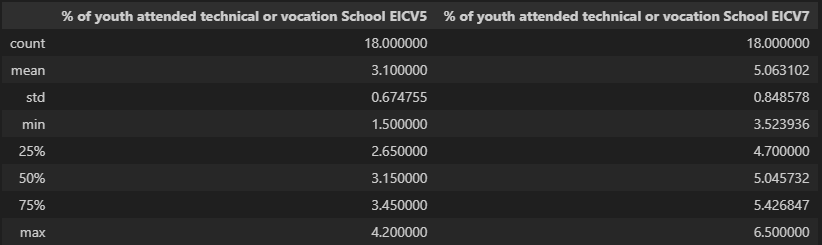 % of youth attended technical or vocation School EICV5 % of youth attended technical or vocation School EICV7
count 18.000000 18.000000
mean 3.100000 5.063102
std 0.674755 0.848578
min 1.500000 3.523936
25% 2.650000 4.700000
50% 3.150000 5.045732
75% 3.450000 5.426847
max 4.200000 6.500000